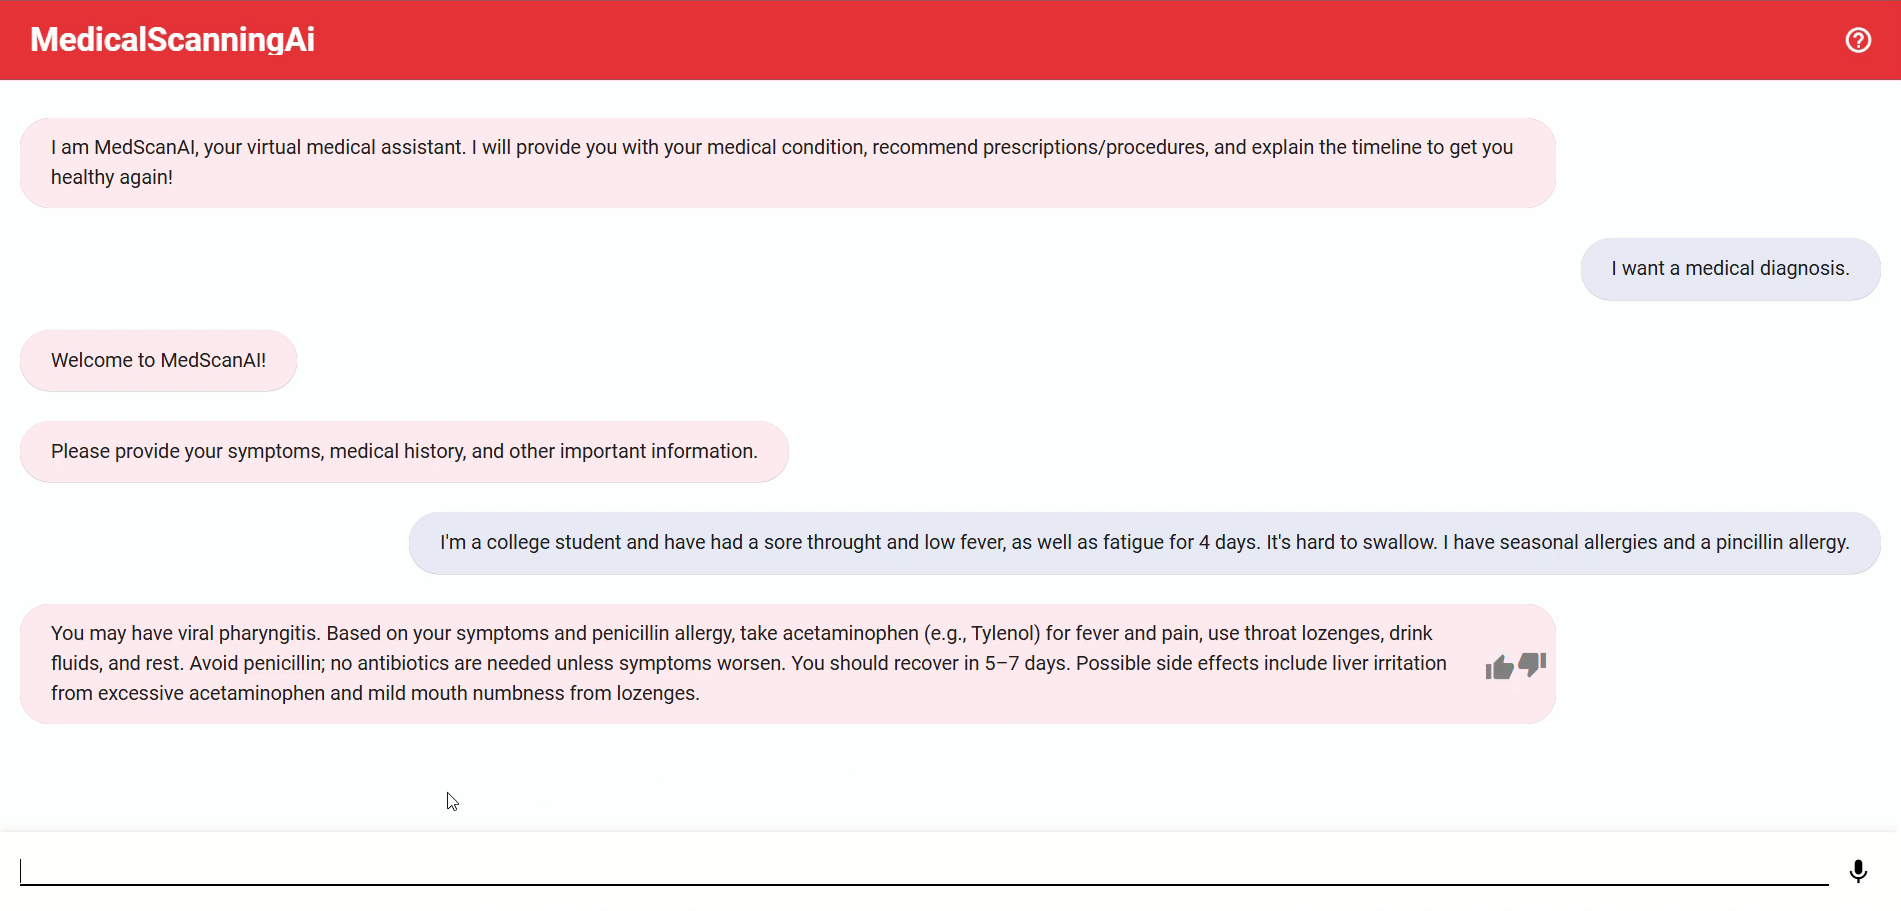 MedicalScanningAi
I am MedScanAI, your virtual medical assistant. I will provide you with your medical condition, recommend prescriptions/procedures, and explain the timeline to get you
healthy again!
I want a medical diagnosis.
Welcome to MedScanAI!
Please provide your symptoms, medical history, and other important information.
I'm a college student and have had a sore throught and low fever, as well as fatigue for 4 days. It's hard to swallow. I have seasonal allergies and a pincillin allergy.
You may have viral pharyngitis. Based on your symptoms and penicillin allergy, take acetaminophen (e.g., Tylenol) for fever and pain, use throat lozenges, drink
fluids, and rest. Avoid penicillin; no antibiotics are needed unless symptoms worsen. You should recover in 5–7 days. Possible side effects include liver irritation
from excessive acetaminophen and mild mouth numbness from lozenges.